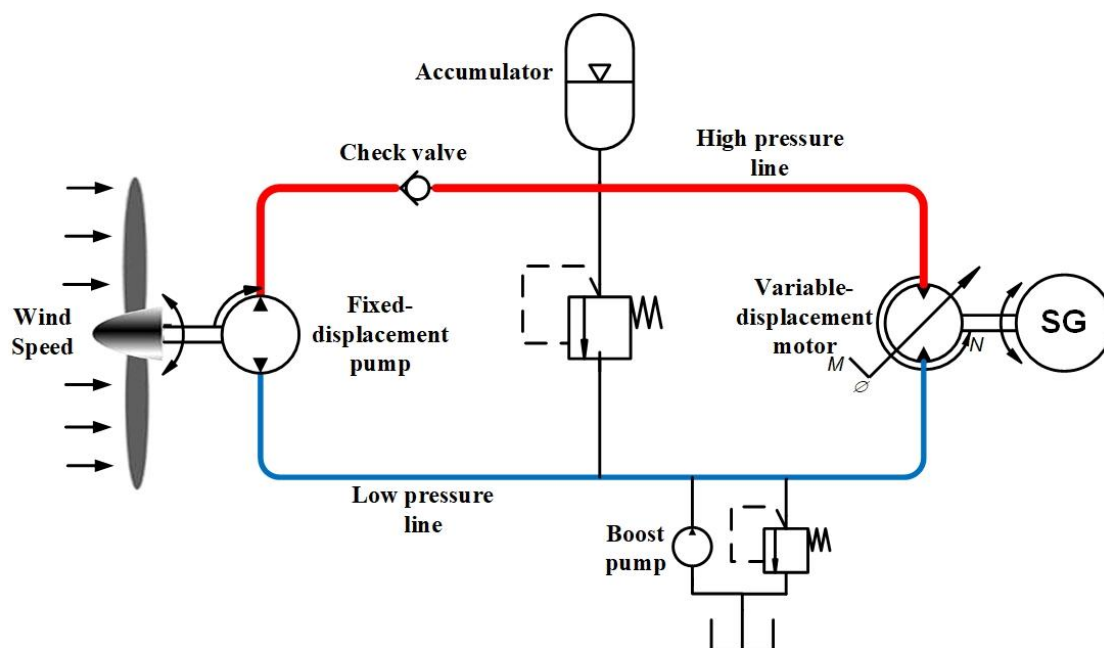 Accumulator
High pressure
line
Check valve
Wind
Speed
Fixed-
displacement
pump
Variable-
displacement
motor
M
Ø
N
SG
Low pressure
line
Boost
pump